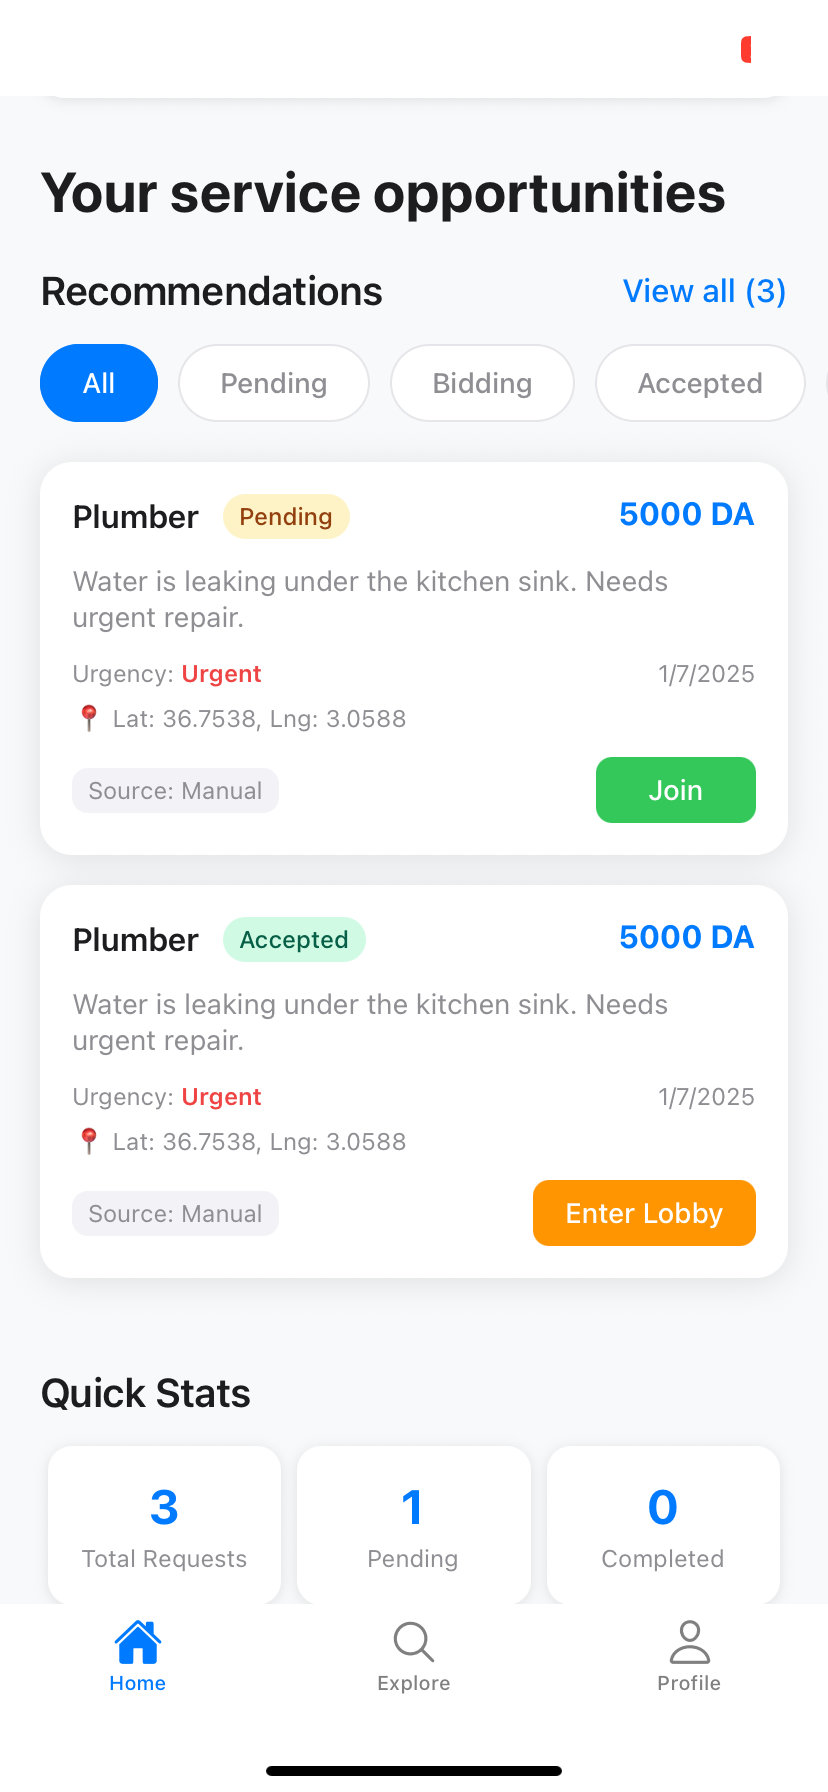 Your service opportunities
Recommendations
View all (3)
All
Pending
Bidding
Accepted
Plumber
Pending
5000 DA
Water is leaking under the kitchen sink. Needs
urgent repair.
Urgency: Urgent
1/7/2025
Lat: 36.7538, Lng: 3.0588
Source: Manual
Join
Plumber
Accepted
5000 DA
Water is leaking under the kitchen sink. Needs
urgent repair.
Urgency: Urgent
1/7/2025
Lat: 36.7538, Lng: 3.0588
Source: Manual
Enter Lobby
Quick Stats
3
Total Requests
1
Pending
0
Completed
Home
Explore
Profile